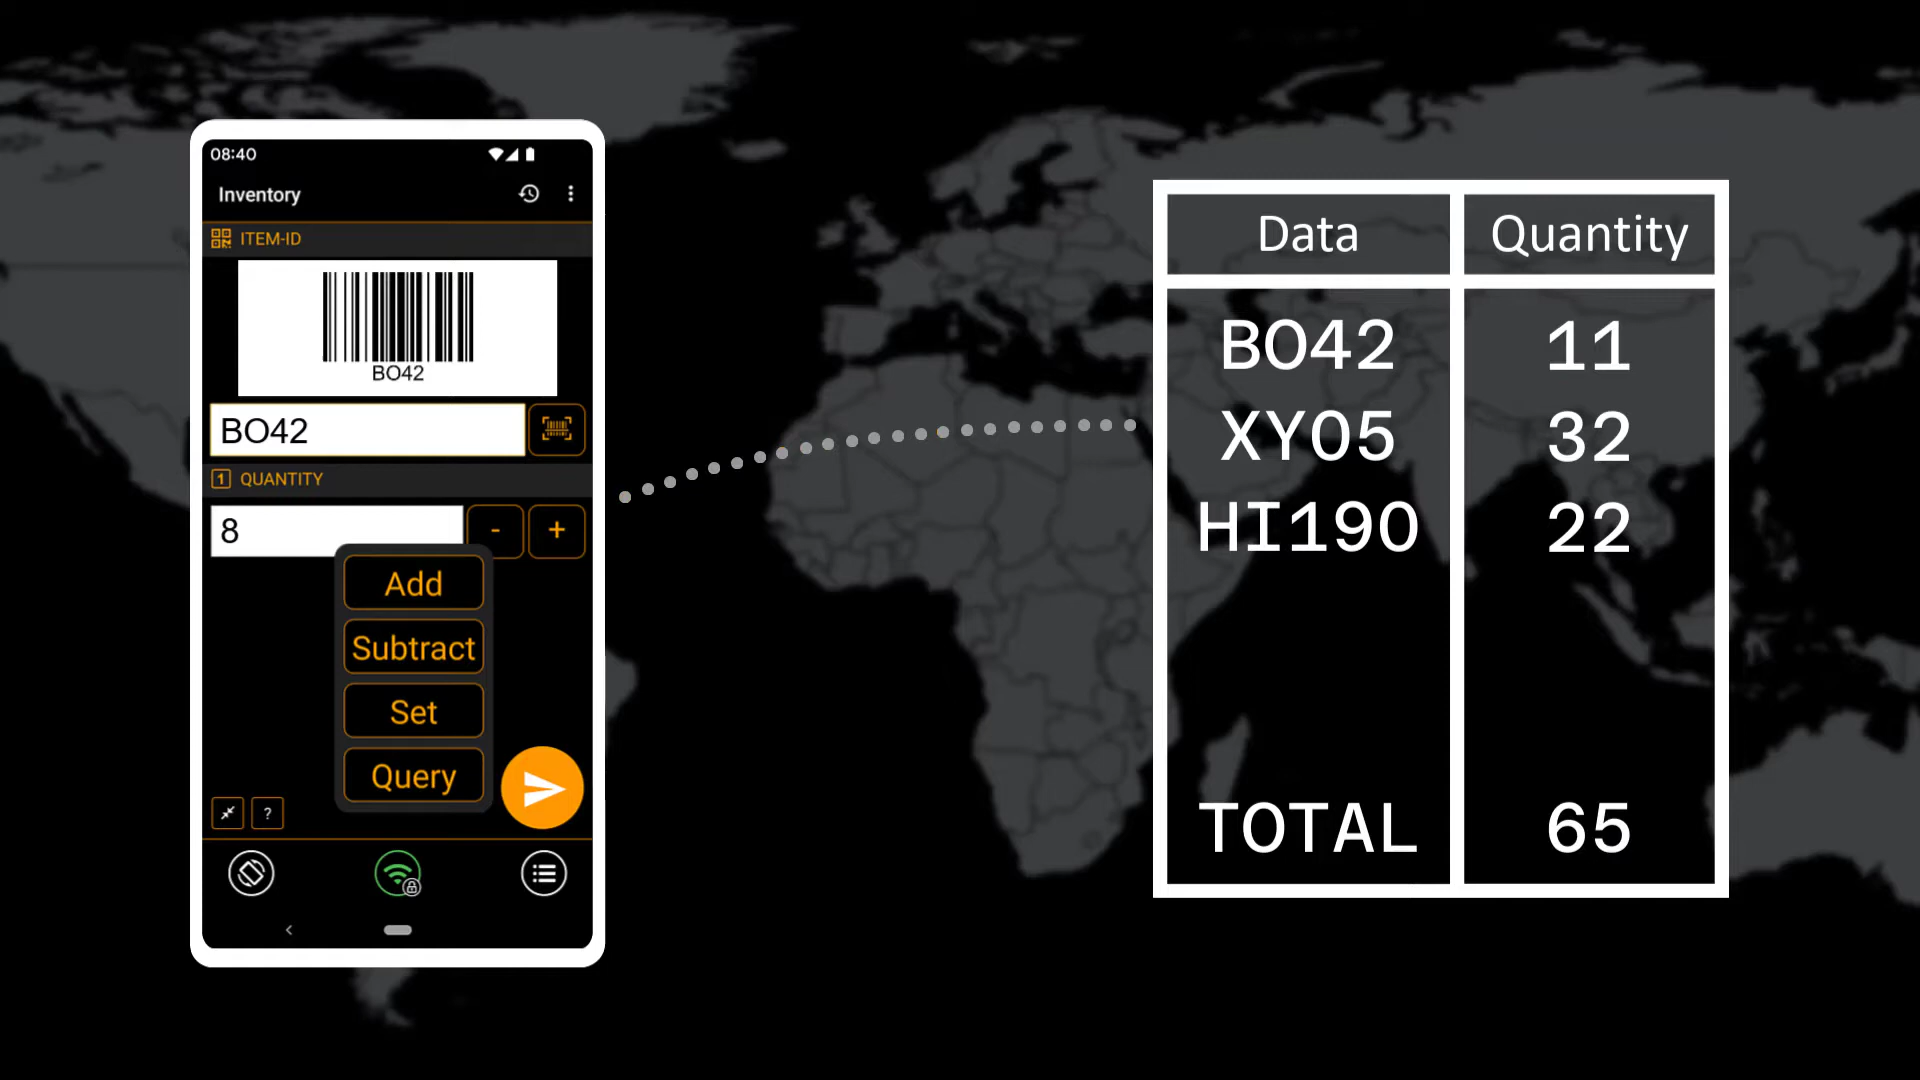 08:40
Inventory
ITEM-ID
BO42
BO42
1 QUANTITY
8
- +
Add
Subtract
Set
Query
?
Data Quantity
BO42 11
XY05 32
HI190 22
TOTAL 65